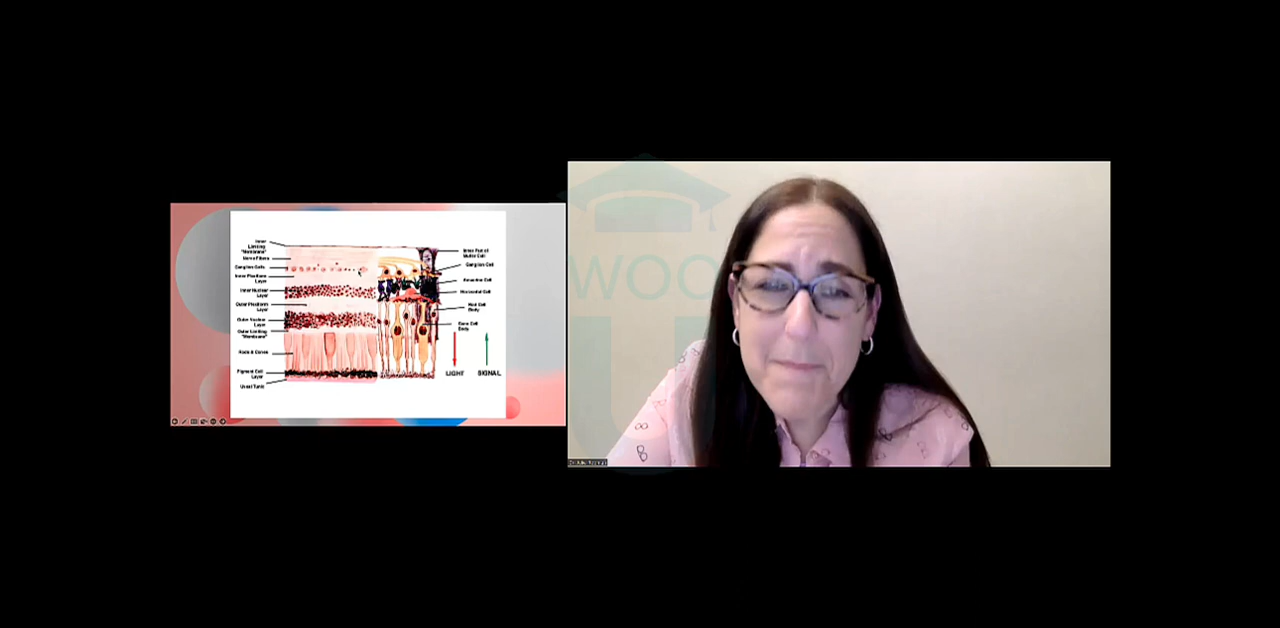 Inner
Limiting
"Membrane"
Nerve Fibers
Ganglion Cells
Inner Plexiform
Layer
Inner Nuclear
Layer
Outer Plexiform
Layer
Outer Nuclear
Layer
Outer Limiting
"Membrane"
Rods & Cones
Pigment Cell
Layer
Uveal Tunic
Inner Part of
Muller Cell
Ganglion Cell
Amacrine Cell
Horizontal Cell
Rod Cell
Body
Cone Cell
Body
LIGHT
SIGNAL
WOO
U